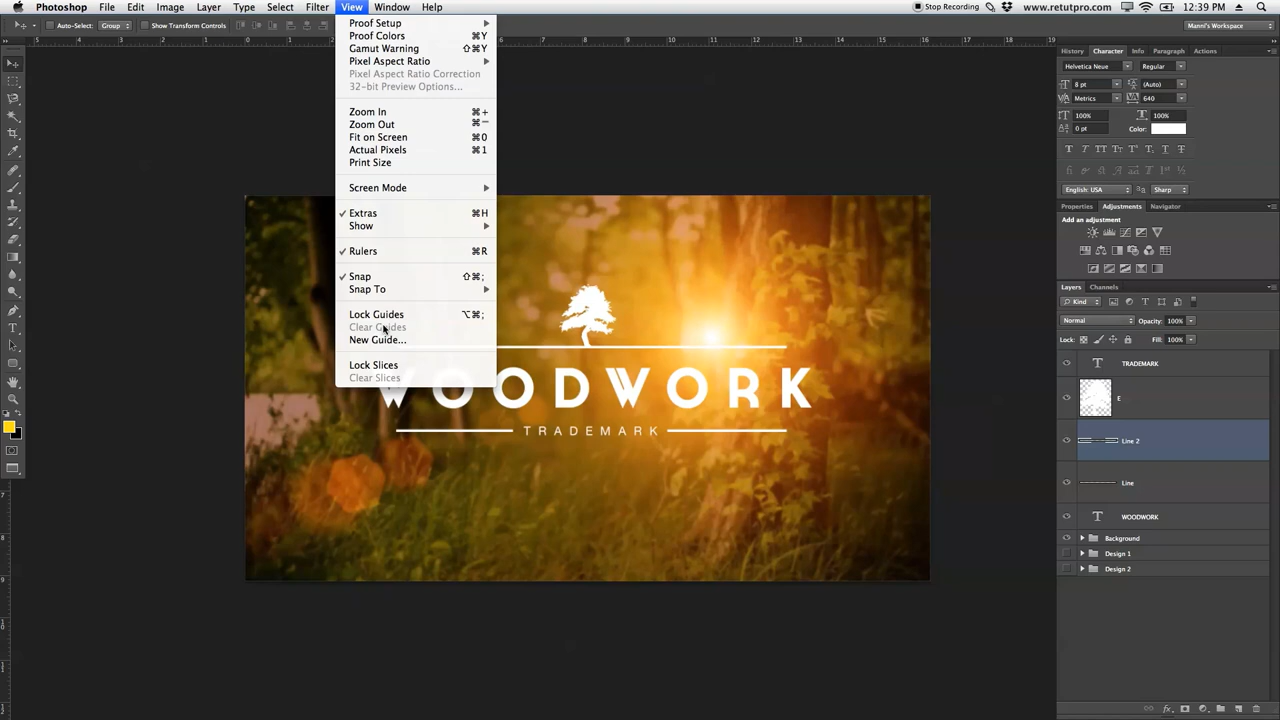 Photoshop File Edit Image Layer Type Select Filter View Window Help Stop Recording www.retutpro.com 12:39 PM
Auto-Select: Group Show Transform Controls Manni's Workspace
Proof Setup
Proof Colors ⌘Y
Gamut Warning ⇧⌘Y
Pixel Aspect Ratio
Pixel Aspect Ratio Correction
32-bit Preview Options...
Zoom In ⌘+
Zoom Out ⌘−
Fit on Screen ⌘0
Actual Pixels ⌘1
Print Size
Screen Mode
✓ Extras ⌘H
Show
✓ Rulers ⌘R
✓ Snap ⇧⌘;
Snap To
Lock Guides ⌥⌘;
Clear Guides
New Guide...
Lock Slices
Clear Slices
WOODWORK
TRADEMARK
History Character Info Paragraph Actions
Helvetica Neue Regular
8 pt (Auto)
Metrics 640
100% 100%
0 pt Color:
English: USA Sharp
Properties Adjustments Navigator
Add an adjustment
Layers Channels
Kind
Normal Opacity: 100%
Lock: Fill: 100%
TRADEMARK
E
Line 2
Line
WOODWORK
Background
Design 1
Design 2